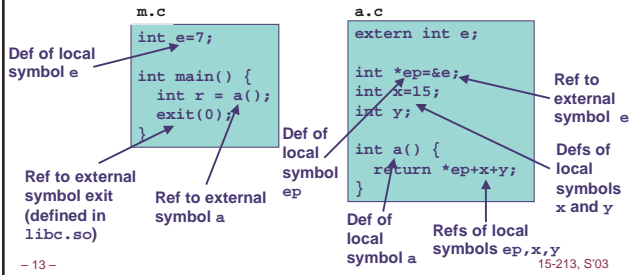 m.c
int e=7;
int main() {
int r = a();
exit(0);
}
Def of local
symbol e
Ref to external
symbol exit
(defined in
libc.so)
Ref to external
symbol a
a.c
extern int e;
int *ep=&e;
int x=15;
int y;
int a() {
return *ep+x+y;
}
Def of
local
symbol
ep
Ref to
external
symbol e
Defs of
local
symbols
x and y
Def of
local
symbol a
Refs of local
symbols ep,x,y
– 13 –
15-213, S'03